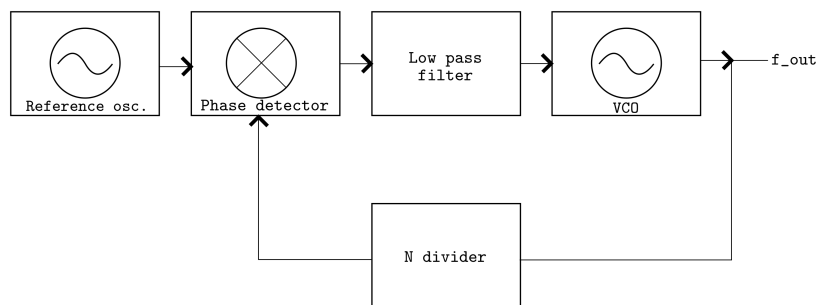 Reference osc.
Phase detector
Low pass
filter
VCO
f_out
N divider